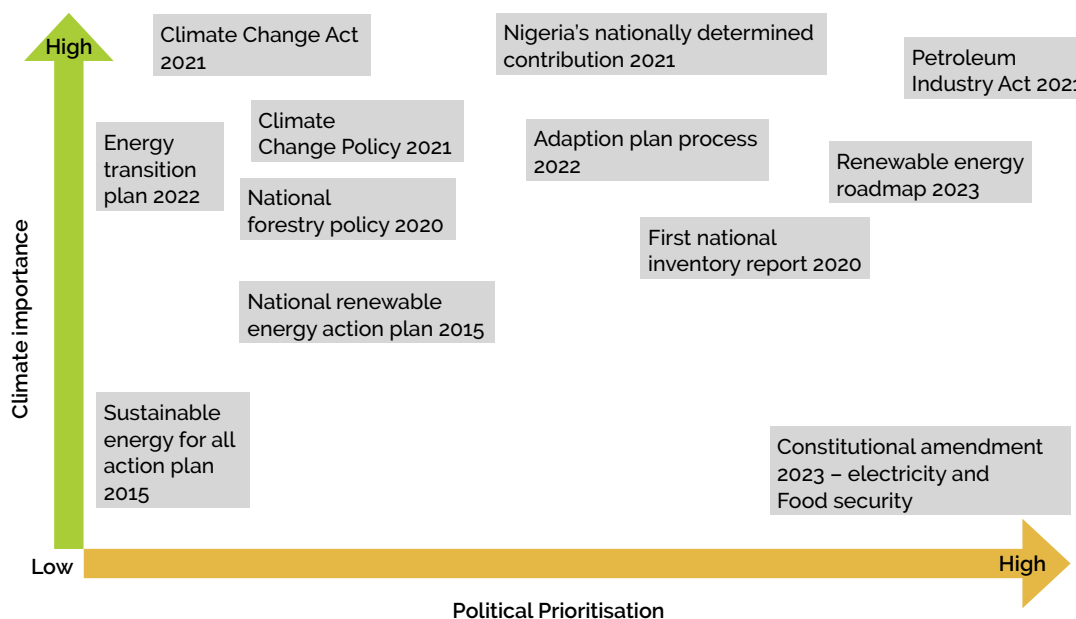 High
Climate Change Act
2021
Nigeria’s nationally determined
contribution 2021
Petroleum
Industry Act 2021
Energy
transition
plan 2022
Climate
Change Policy 2021
Adaption plan process
2022
Renewable energy
roadmap 2023
National
forestry policy 2020
First national
inventory report 2020
National renewable
energy action plan 2015
Climate importance
Sustainable
energy for all
action plan
2015
Constitutional amendment
2023 – electricity and
Food security
Low
High
Political Prioritisation